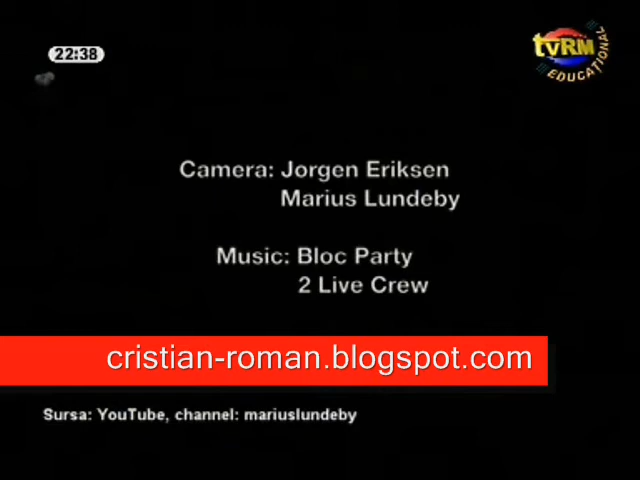 22:38
tvRM
EDUCATIONAL
Camera: Jorgen Eriksen
Marius Lundeby
Music: Bloc Party
2 Live Crew
cristian-roman.blogspot.com
Sursa: YouTube, channel: mariuslundeby